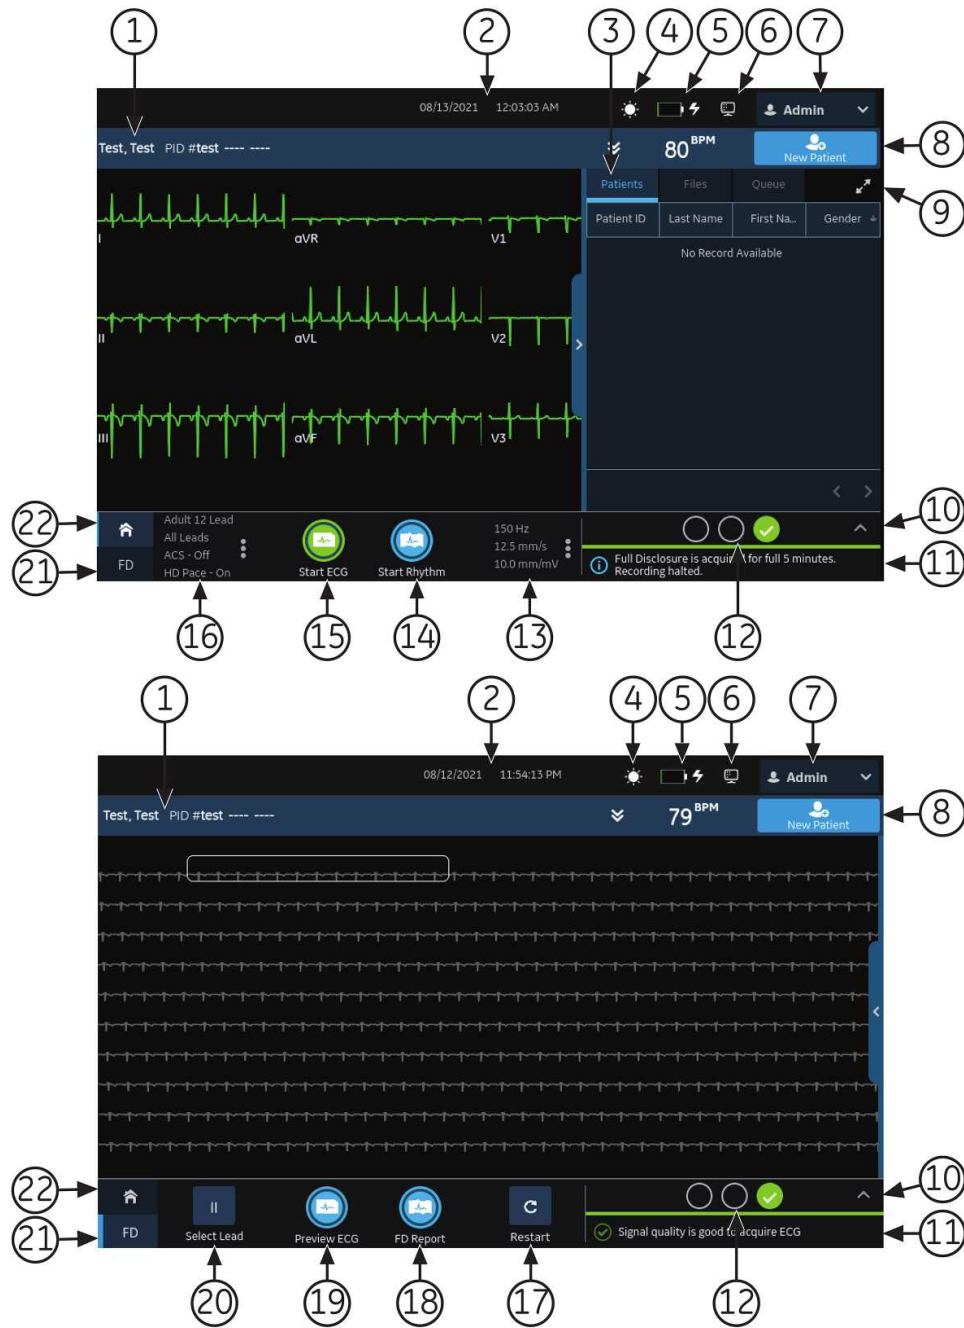 1 2 3 4 5 6 7
08/13/2021 12:03:03 AM Admin
Test, Test PID #test ---- ---- 80 BPM New Patient 8
Patients Files Queue 9
Patient ID Last Name First Na... Gender
No Record Available
I aVR V1
II aVL V2
III aVF V3
22 21
Adult 12 Lead
All Leads
ACS - Off
HD Pace - On
FD
Start ECG Start Rhythm
150 Hz
12.5 mm/s
10.0 mm/mV
10
Full Disclosure is acquir for full 5 minutes.
Recording halted.
11
16 15 14 13 12
1 2 4 5 6 7
08/12/2021 11:54:13 PM Admin
Test, Test PID #test ---- ---- 79 BPM New Patient 8
22 10
21 FD II Select Lead Preview ECG FD Report Restart
Signal quality is good to acquire ECG 11
20 19 18 17 12